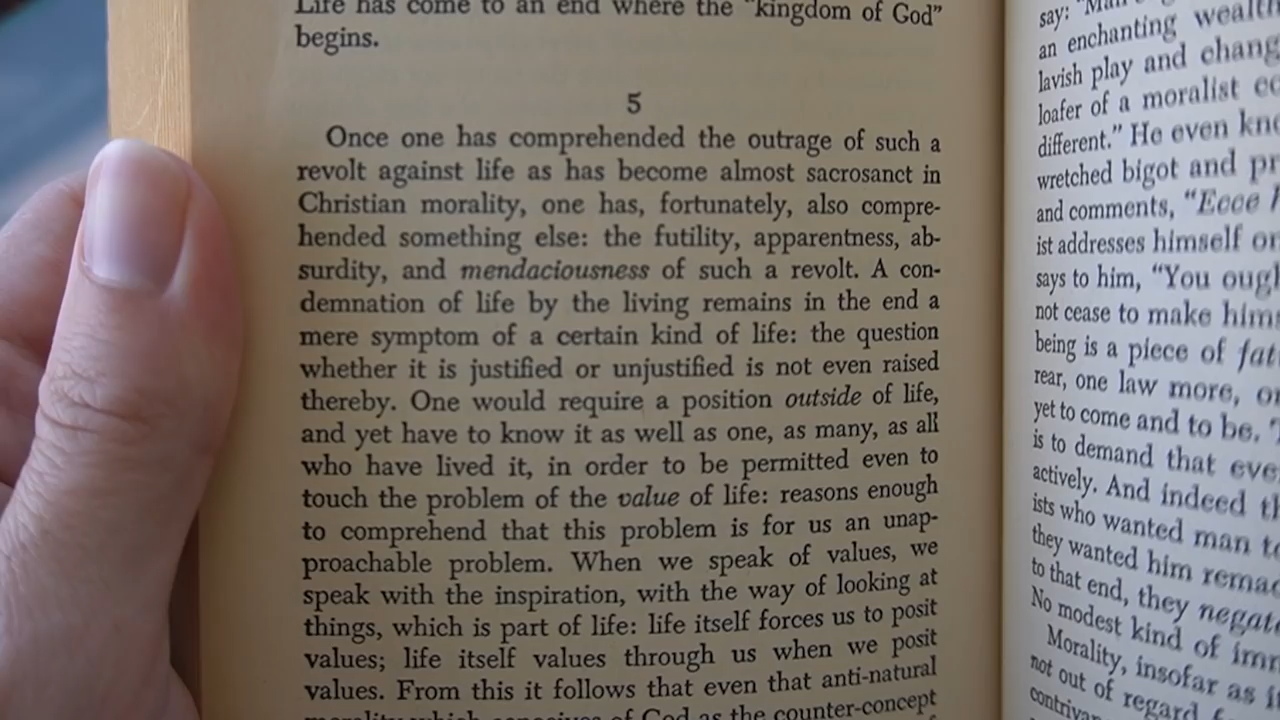 Life has come to an end where the "kingdom of God"
begins.
5
Once one has comprehended the outrage of such a
revolt against life as has become almost sacrosanct in
Christian morality, one has, fortunately, also compre-
hended something else: the futility, apparentness, ab-
surdity, and mendaciousness of such a revolt. A con-
demnation of life by the living remains in the end a
mere symptom of a certain kind of life: the question
whether it is justified or unjustified is not even raised
thereby. One would require a position outside of life,
and yet have to know it as well as one, as many, as all
who have lived it, in order to be permitted even to
touch the problem of the value of life: reasons enough
to comprehend that this problem is for us an unap-
proachable problem. When we speak of values, we
speak with the inspiration, with the way of looking at
things, which is part of life: life itself forces us to posit
values; life itself values through us when we posit
values. From this it follows that even that anti-natural
morality which conceives of God as the counter-concept
say:
an enchanting wealth
lavish play and chang
loafer of a moralist
different." He even
wretched bigot and
and comments, "Ecce
ist addresses himself
says to him, "You
not cease to make
being is a piece of
rear, one law more,
yet to come and to be.
is to demand that
actively. And indeed
ists who wanted man
they wanted him
to that end, they
No modest kind of
Morality, insofar as
not out of regard